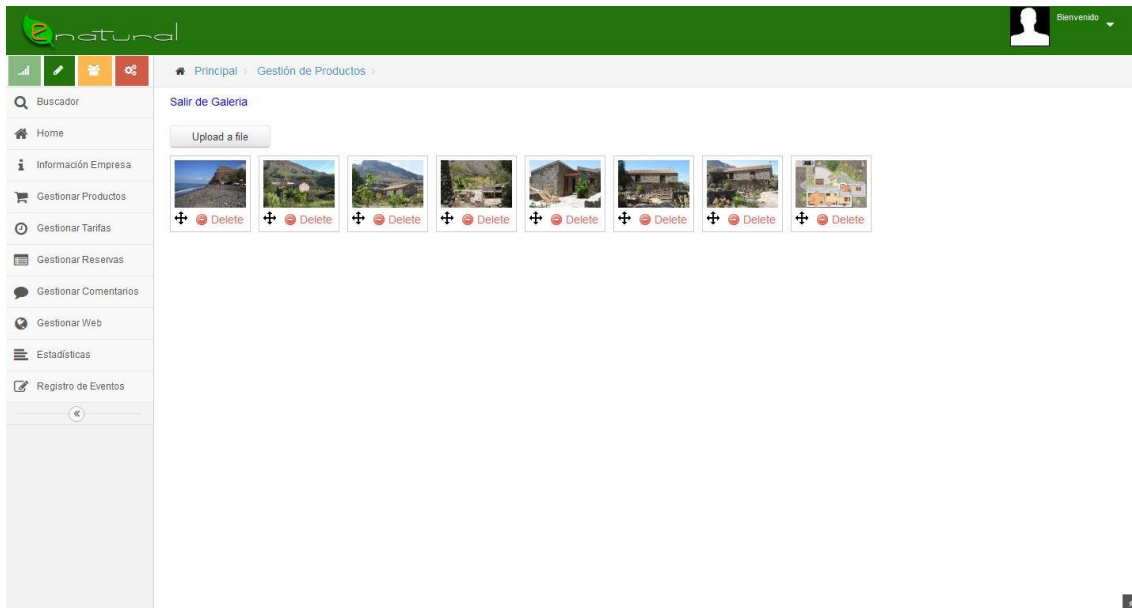 enatural
Bienvenido
Principal
Gestión de Productos
Buscador
Home
Información Empresa
Gestionar Productos
Gestionar Tarifas
Gestionar Reservas
Gestionar Comentarios
Gestionar Web
Estadísticas
Registro de Eventos
Salir de Galeria
Upload a file
Delete Delete Delete Delete Delete Delete Delete Delete